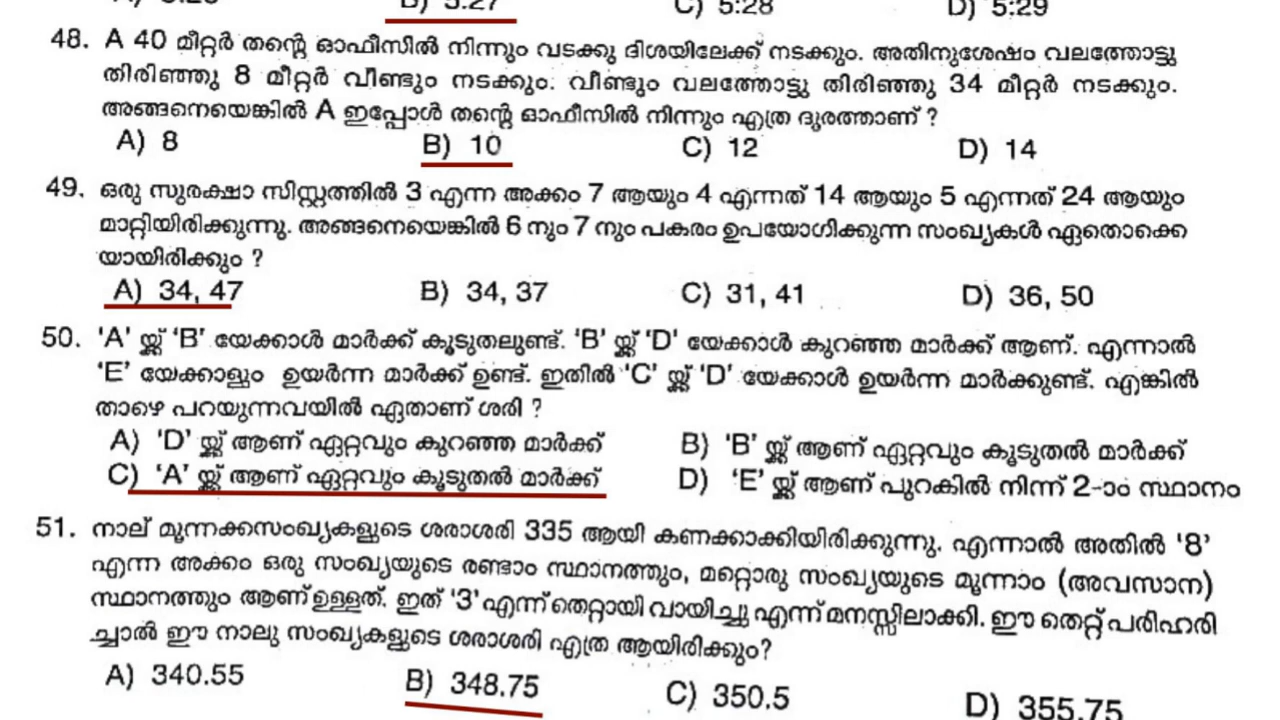 B) 5:27 C) 5:28 D) 5:29
48. A 40 മീറ്റർ തന്റെ ഓഫീസിൽ നിന്നും വടക്കു ദിശയിലേക്ക് നടക്കും. അതിനുശേഷം വലത്തോട്ടു
തിരിഞ്ഞു 8 മീറ്റർ വീണ്ടും നടക്കും. വീണ്ടും വലത്തോട്ടു തിരിഞ്ഞു 34 മീറ്റർ നടക്കും.
അങ്ങനെയെങ്കിൽ A ഇപ്പോൾ തന്റെ ഓഫീസിൽ നിന്നും എത്ര ദൂരത്താണ് ?
A) 8 B) 10 C) 12 D) 14
49. ഒരു സുരക്ഷാ സിസ്റ്റത്തിൽ 3 എന്ന അക്കം 7 ആയും 4 എന്നത് 14 ആയും 5 എന്നത് 24 ആയും
മാറ്റിയിരിക്കുന്നു. അങ്ങനെയെങ്കിൽ 6 നും 7 നും പകരം ഉപയോഗിക്കുന്ന സംഖ്യകൾ ഏതൊക്കെ
യായിരിക്കും ?
A) 34, 47 B) 34, 37 C) 31, 41 D) 36, 50
50. 'A' യ്ക്ക് 'B' യേക്കാൾ മാർക്ക് കൂടുതലുണ്ട്. 'B' യ്ക്ക് 'D' യേക്കാൾ കുറഞ്ഞ മാർക്ക് ആണ്. എന്നാൽ
'E' യേക്കാളും ഉയർന്ന മാർക്ക് ഉണ്ട്. ഇതിൽ 'C' യ്ക്ക് 'D' യേക്കാൾ ഉയർന്ന മാർക്കുണ്ട്. എങ്കിൽ
താഴെ പറയുന്നവയിൽ ഏതാണ് ശരി ?
A) 'D' യ്ക്ക് ആണ് ഏറ്റവും കുറഞ്ഞ മാർക്ക് B) 'B' യ്ക്ക് ആണ് ഏറ്റവും കൂടുതൽ മാർക്ക്
C) 'A' യ്ക്ക് ആണ് ഏറ്റവും കൂടുതൽ മാർക്ക് D) 'E' യ്ക്ക് ആണ് പുറകിൽ നിന്ന് 2-ാം സ്ഥാനം
51. നാല് മൂന്നക്കസംഖ്യകളുടെ ശരാശരി 335 ആയി കണക്കാക്കിയിരിക്കുന്നു. എന്നാൽ അതിൽ '8'
എന്ന അക്കം ഒരു സംഖ്യയുടെ രണ്ടാം സ്ഥാനത്തും, മറ്റൊരു സംഖ്യയുടെ മൂന്നാം (അവസാന)
സ്ഥാനത്തും ആണ് ഉള്ളത്. ഇത് '3' എന്ന് തെറ്റായി വായിച്ചു എന്ന് മനസ്സിലാക്കി. ഈ തെറ്റ് പരിഹരി
ച്ചാൽ ഈ നാലു സംഖ്യകളുടെ ശരാശരി എത്ര ആയിരിക്കും?
A) 340.55 B) 348.75 C) 350.5 D) 355.75